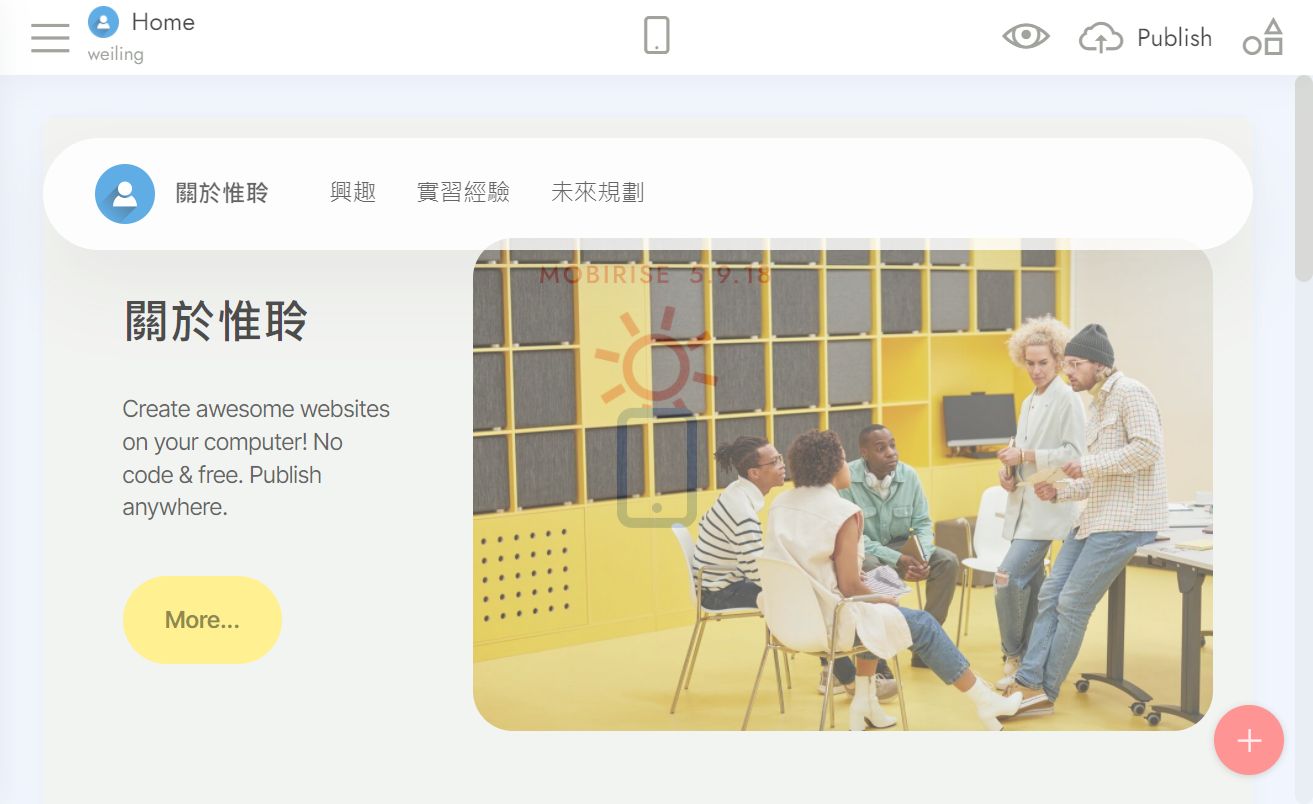 Home
weiling
Publish
關於惟聆
興趣
實習經驗
未來規劃
MOBIRISE 5.9.18
關於惟聆
Create awesome websites
on your computer! No
code & free. Publish
anywhere.
More...